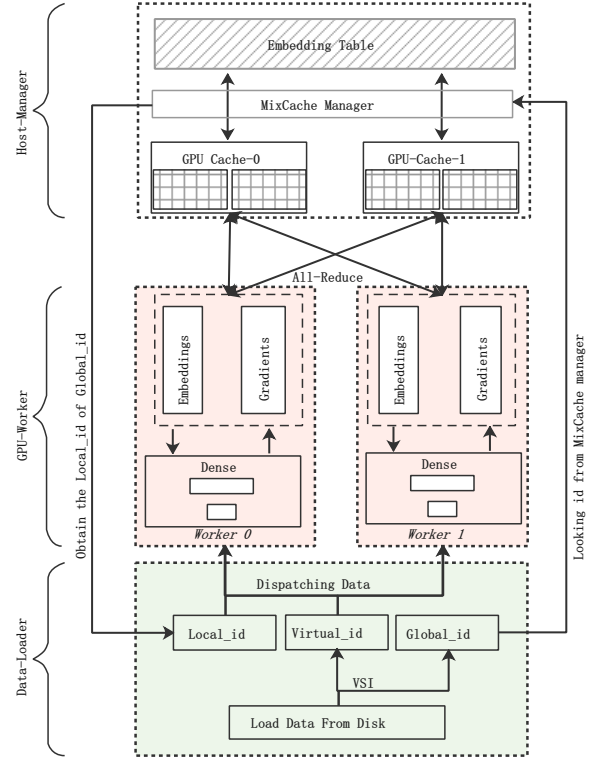 Host-Manager
Embedding Table
MixCache Manager
GPU Cache-0
GPU-Cache-1
All-Reduce
GPU-Worker
Obtain the Local_id of Global_id
Looking id from MixCache manager
Embeddings
Gradients
Embeddings
Gradients
Dense
Dense
Worker 0
Worker 1
Data-Loader
Dispatching Data
Local_id
Virtual_id
Global_id
VSI
Load Data From Disk